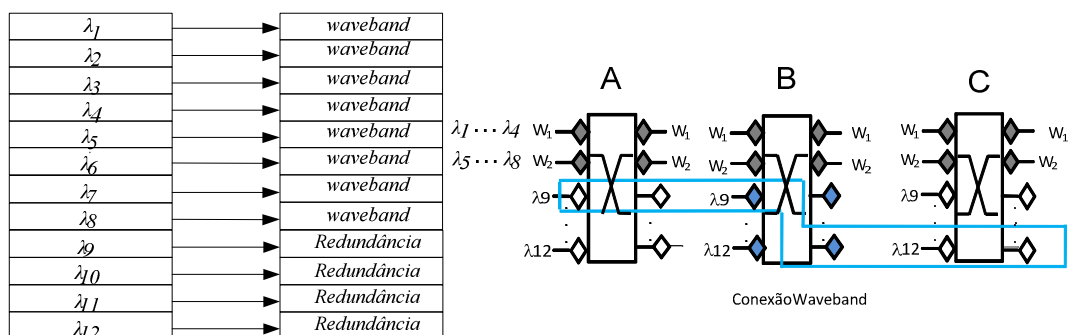 λ1 waveband
λ2 waveband
λ3 waveband
λ4 waveband
λ5 waveband
λ6 waveband
λ7 waveband
λ8 waveband
λ9 Redundância
λ10 Redundância
λ11 Redundância
λ12 Redundância
A B C
λ1 ··· λ4 W1 W1 W1 W1 W1 W1
λ5 ··· λ8 W2 W2 W2 W2 W2 W2
λ9 λ9 λ9
λ12 λ12 λ12
ConexãoWaveband